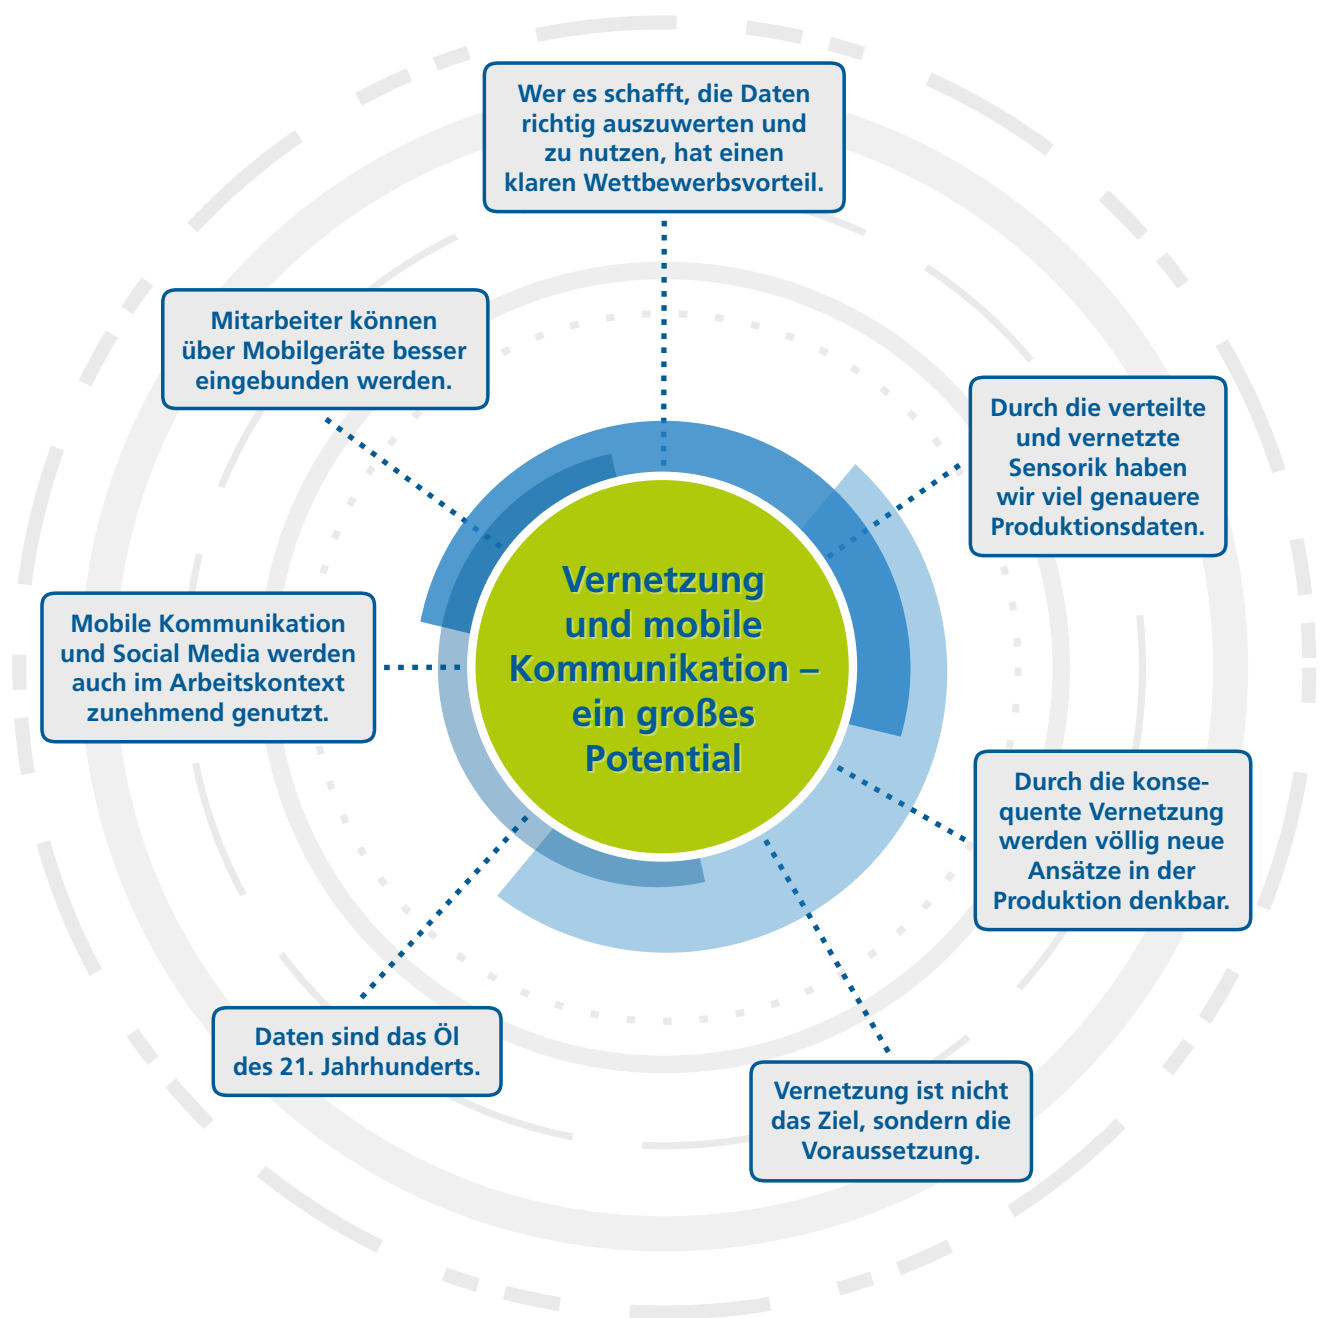 Wer es schafft, die Daten
richtig auszuwerten und
zu nutzen, hat einen
klaren Wettbewerbsvorteil.
Mitarbeiter können
über Mobilgeräte besser
eingebunden werden.
Durch die verteilte
und vernetzte
Sensorik haben
wir viel genauere
Produktionsdaten.
Vernetzung
und mobile
Kommunikation –
ein großes
Potential
Mobile Kommunikation
und Social Media werden
auch im Arbeitskontext
zunehmend genutzt.
Durch die konse-
quente Vernetzung
werden völlig neue
Ansätze in der
Produktion denkbar.
Daten sind das Öl
des 21. Jahrhunderts.
Vernetzung ist nicht
das Ziel, sondern die
Voraussetzung.